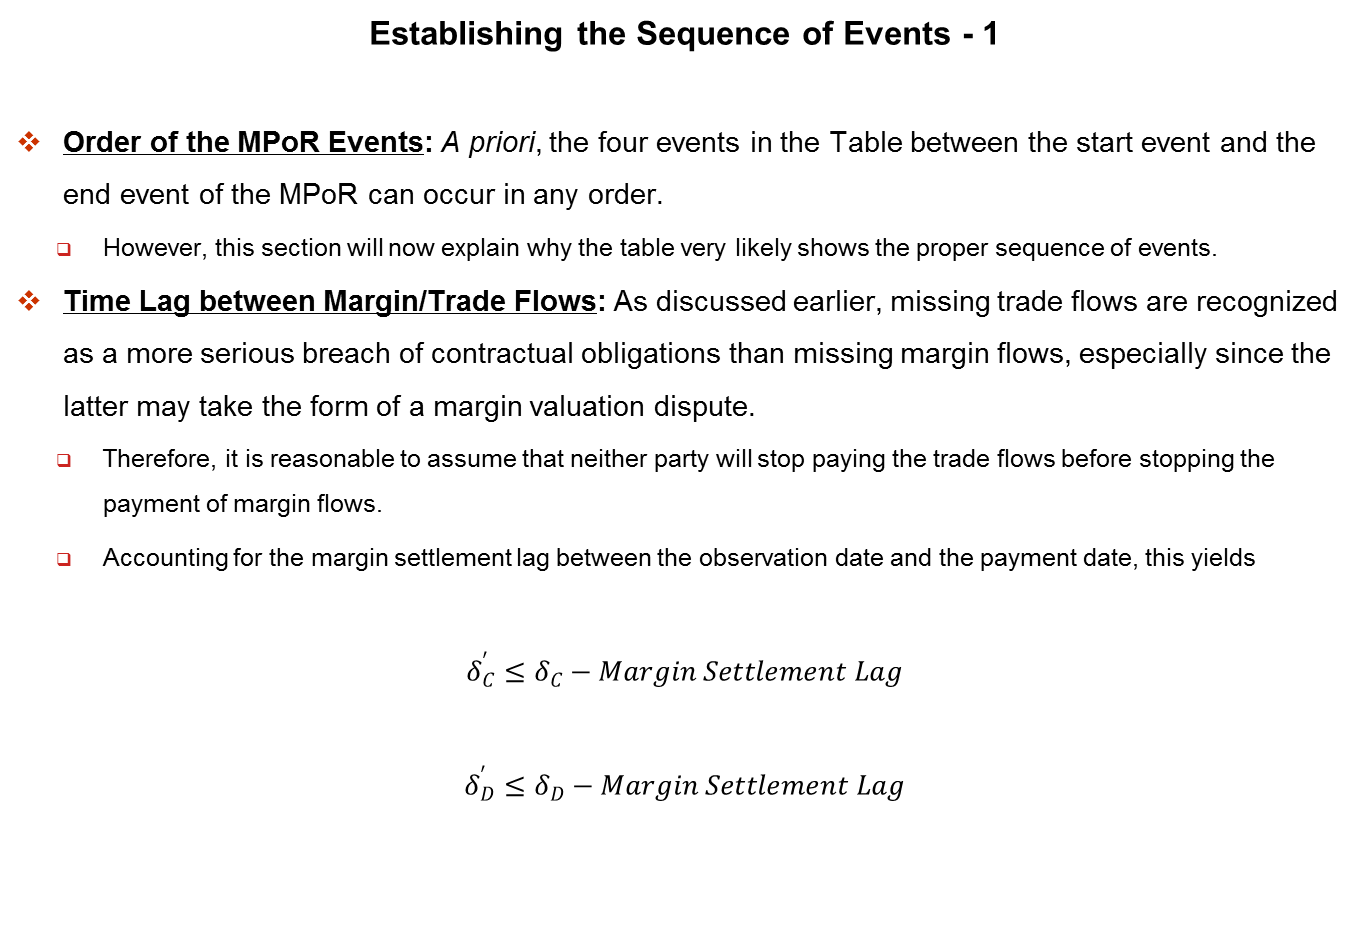 Establishing the Sequence of Events - 1
❖ Order of the MPoR Events: A priori, the four events in the Table between the start event and the
end event of the MPoR can occur in any order.
❑ However, this section will now explain why the table very likely shows the proper sequence of events.
❖ Time Lag between Margin/Trade Flows: As discussed earlier, missing trade flows are recognized
as a more serious breach of contractual obligations than missing margin flows, especially since the
latter may take the form of a margin valuation dispute.
❑ Therefore, it is reasonable to assume that neither party will stop paying the trade flows before stopping the
payment of margin flows.
❑ Accounting for the margin settlement lag between the observation date and the payment date, this yields
δ′_C ≤ δ_C − Margin Settlement Lag
δ′_D ≤ δ_D − Margin Settlement Lag